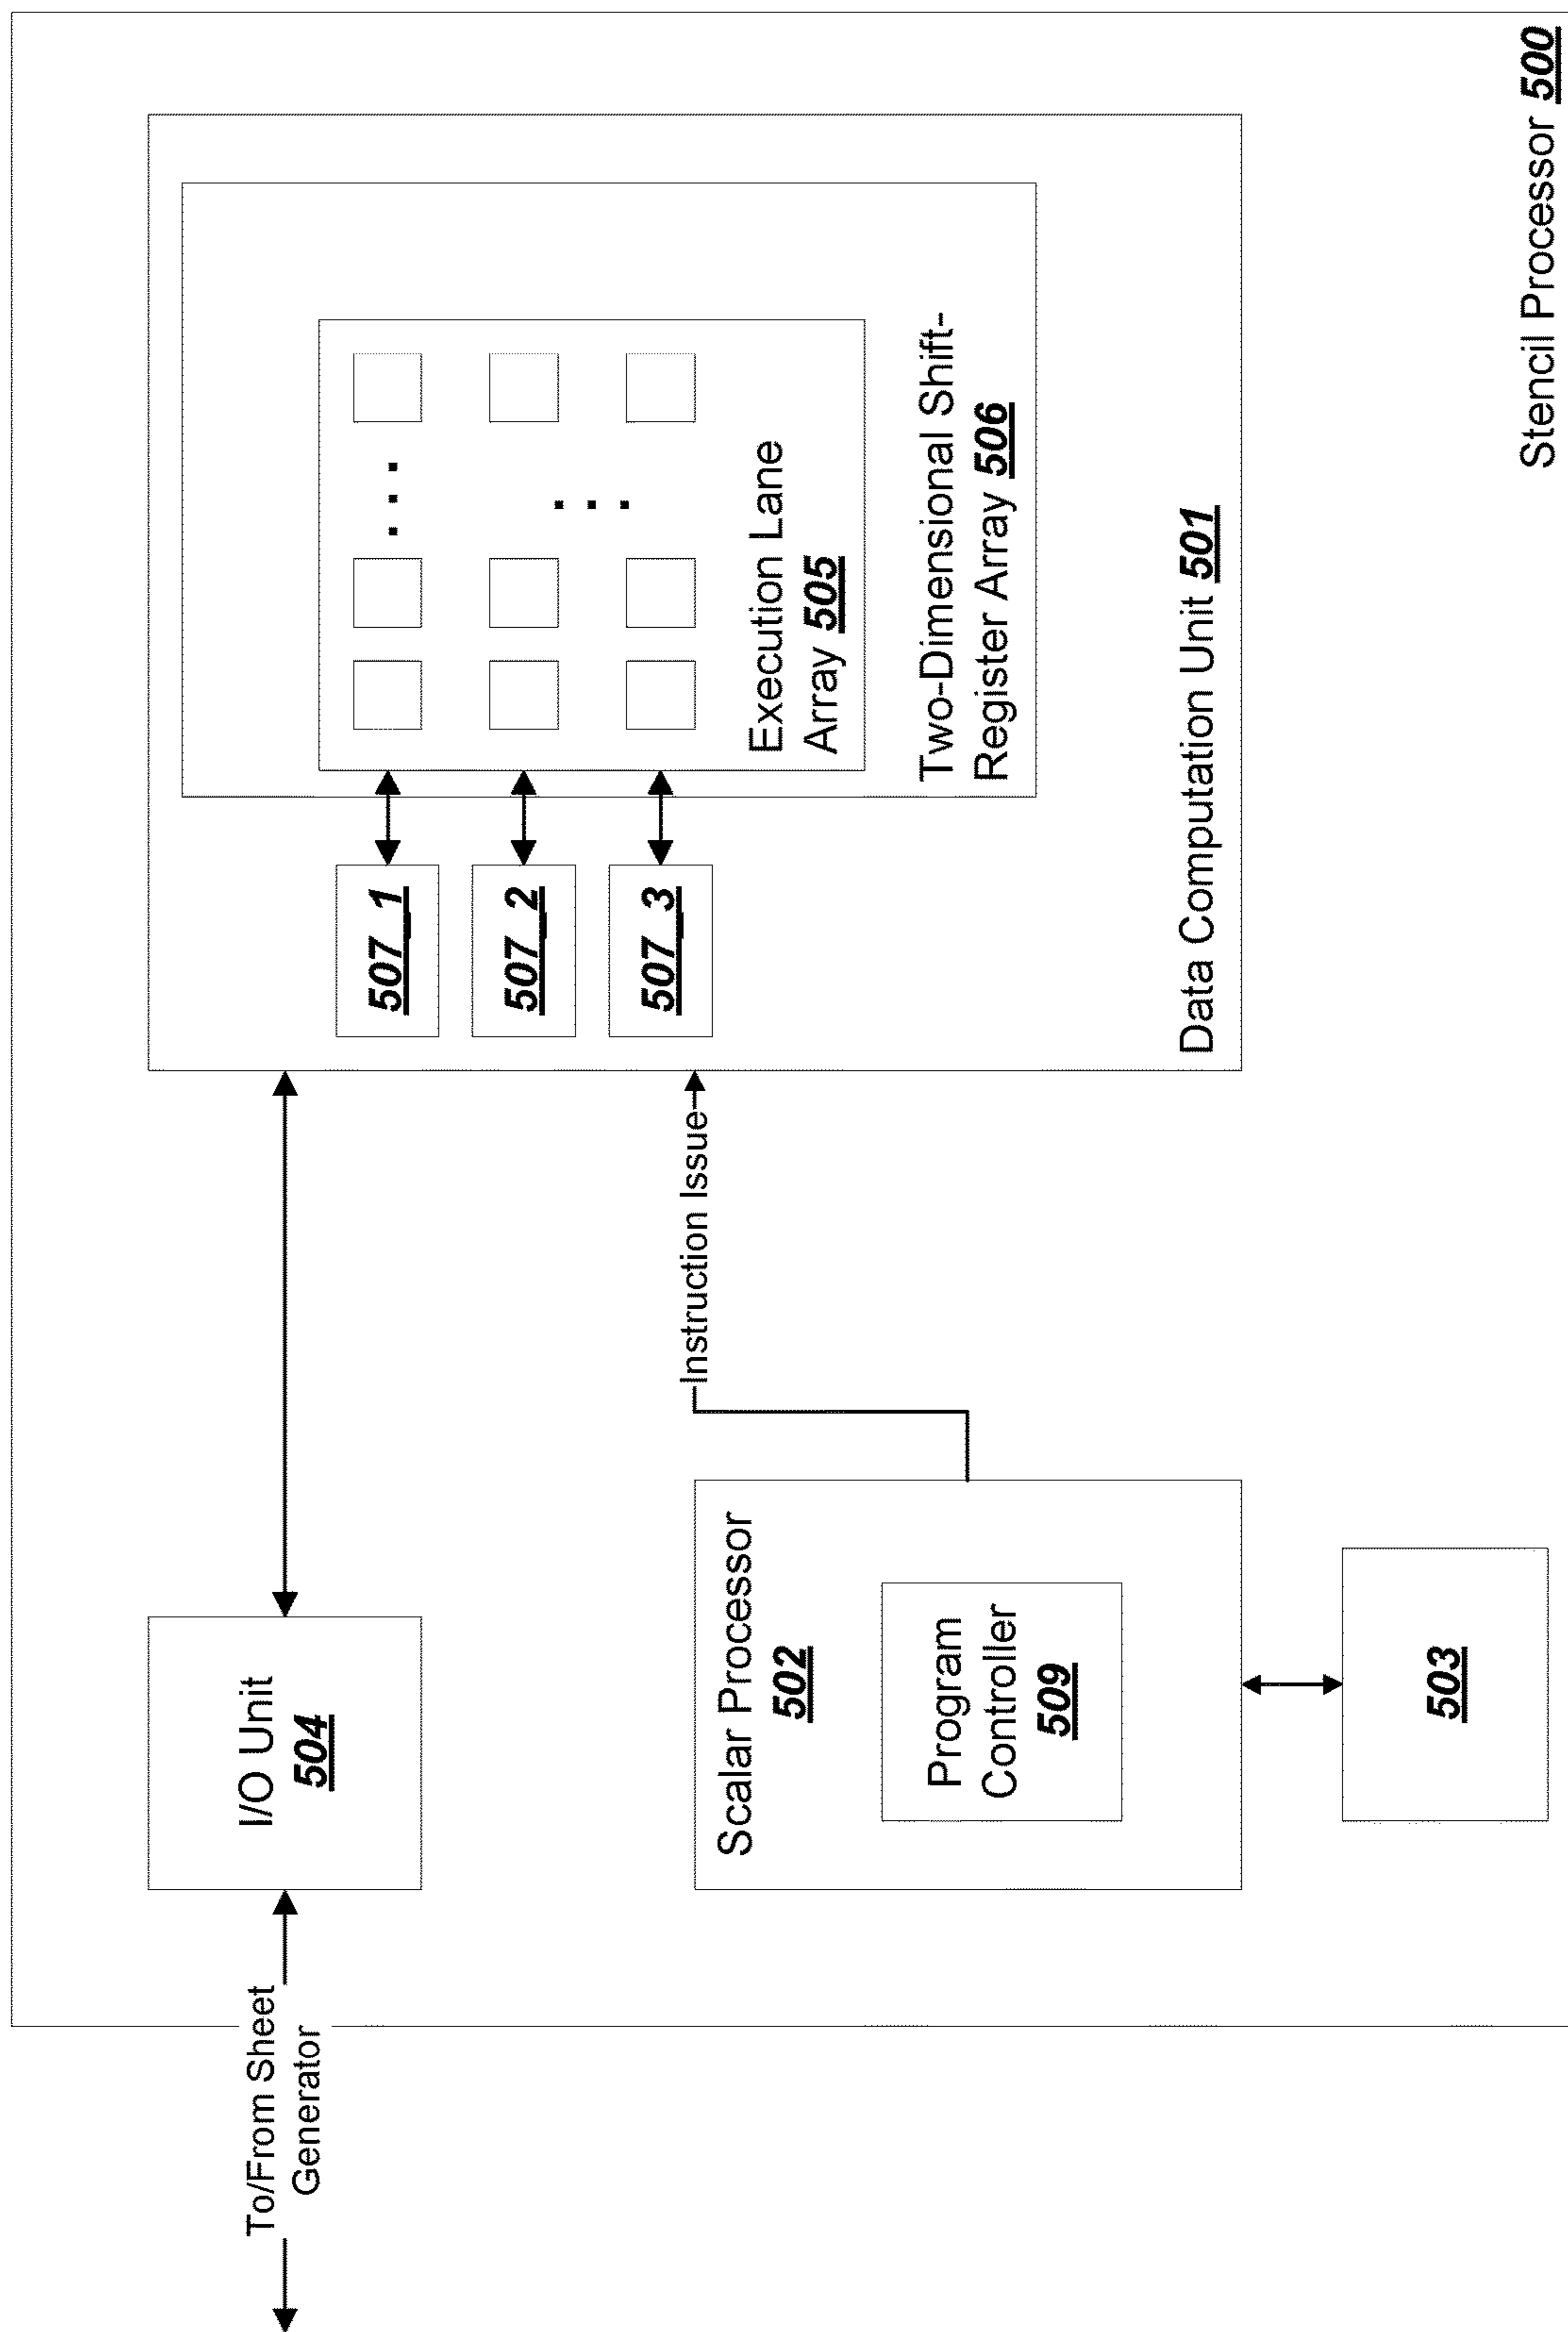 To/From Sheet
Generator
I/O Unit
504
Scalar Processor
502
Program
Controller
509
503
Instruction Issue
507_1
507_2
507_3
Execution Lane
Array 505
Two-Dimensional Shift-
Register Array 506
Data Computation Unit 501
Stencil Processor 500